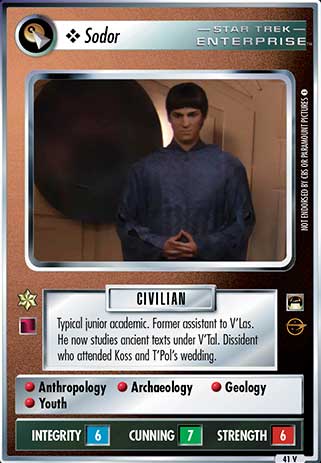 ❖ Sodor
STAR TREK
ENTERPRISE™
NOT ENDORSED BY CBS OR PARAMOUNT PICTURES
CIVILIAN
Typical junior academic. Former assistant to V'Las.
He now studies ancient texts under V'Tal. Dissident
who attended Koss and T'Pol's wedding.
Anthropology Archaeology Geology
Youth
INTEGRITY 6 CUNNING 7 STRENGTH 6
41 V